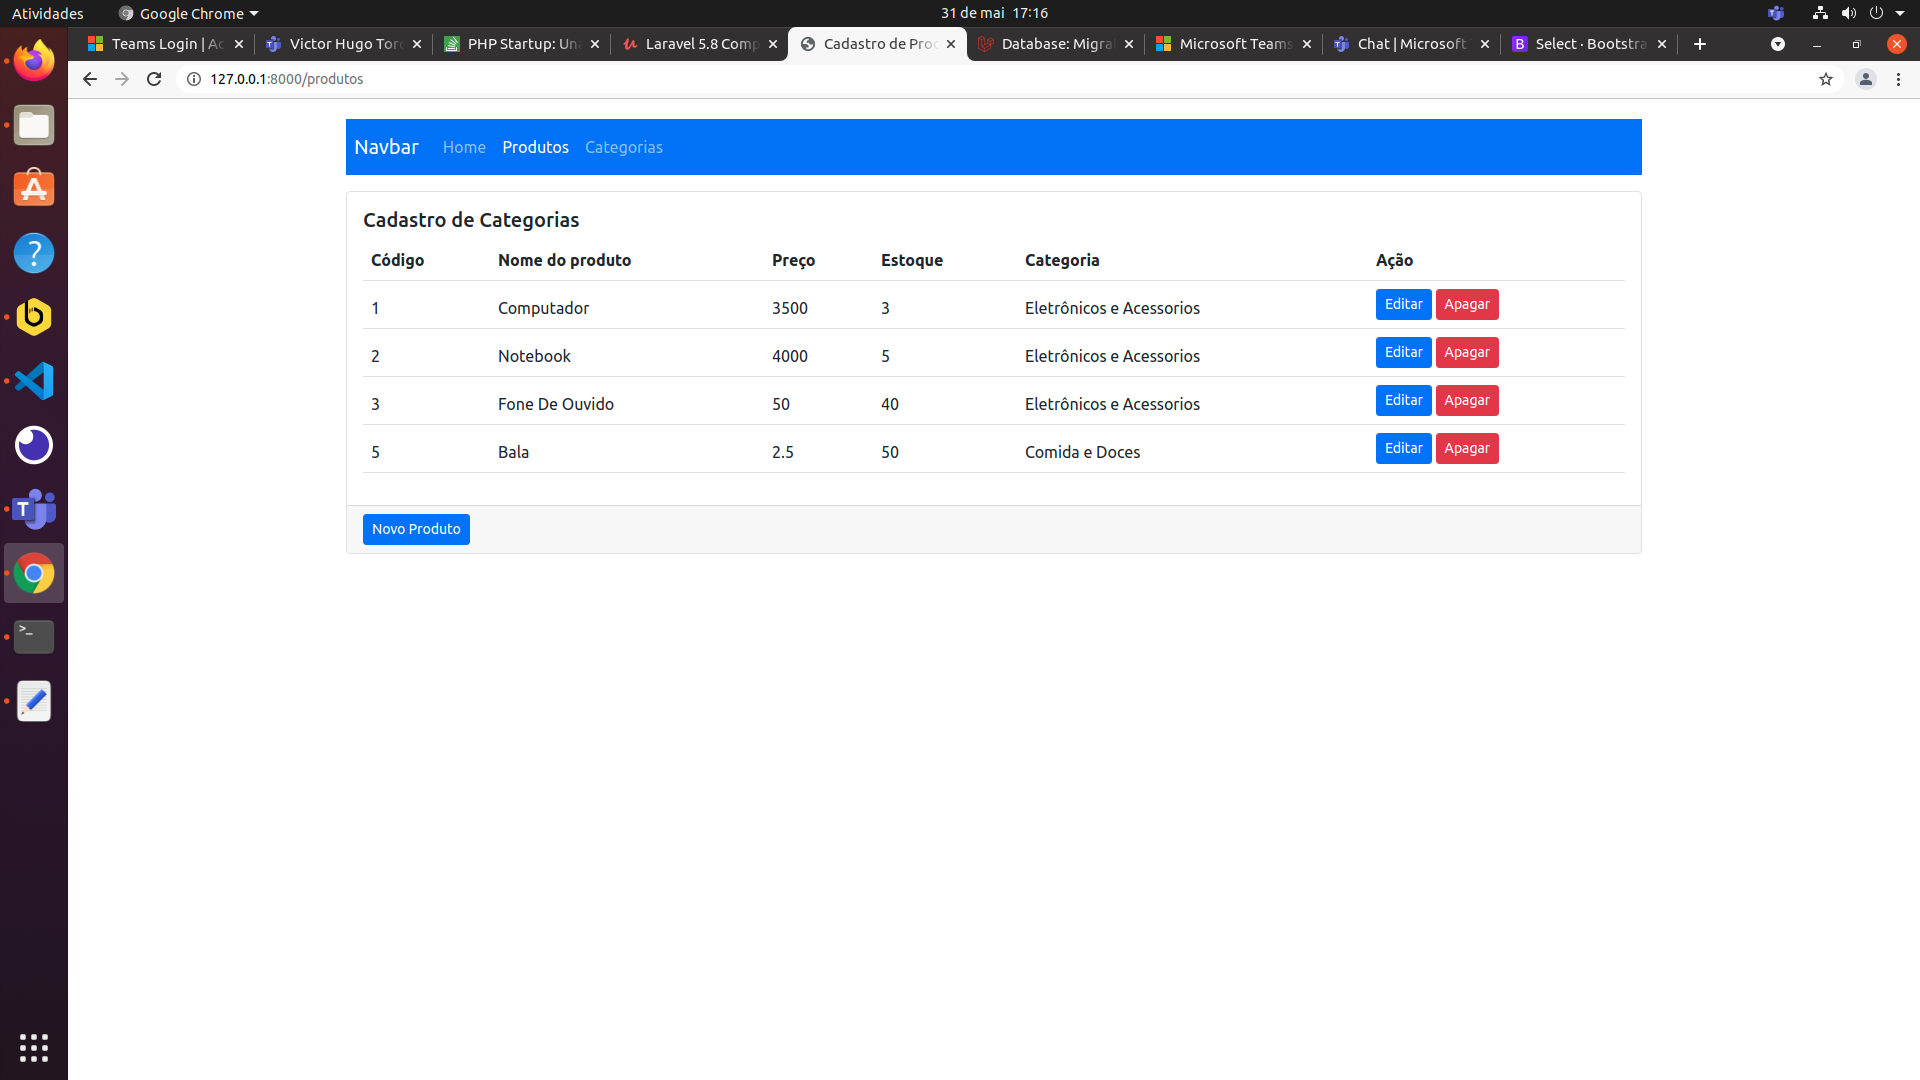 Atividades Google Chrome 31 de mai 17:16
Teams Login | Ac Victor Hugo Toro PHP Startup: Una Laravel 5.8 Comp Cadastro de Proc Database: Migra Microsoft Teams Chat | Microsoft Select · Bootstra
127.0.0.1:8000/produtos
Navbar Home Produtos Categorias
Cadastro de Categorias
Código Nome do produto Preço Estoque Categoria Ação
1 Computador 3500 3 Eletrônicos e Acessorios Editar Apagar
2 Notebook 4000 5 Eletrônicos e Acessorios Editar Apagar
3 Fone De Ouvido 50 40 Eletrônicos e Acessorios Editar Apagar
5 Bala 2.5 50 Comida e Doces Editar Apagar
Novo Produto